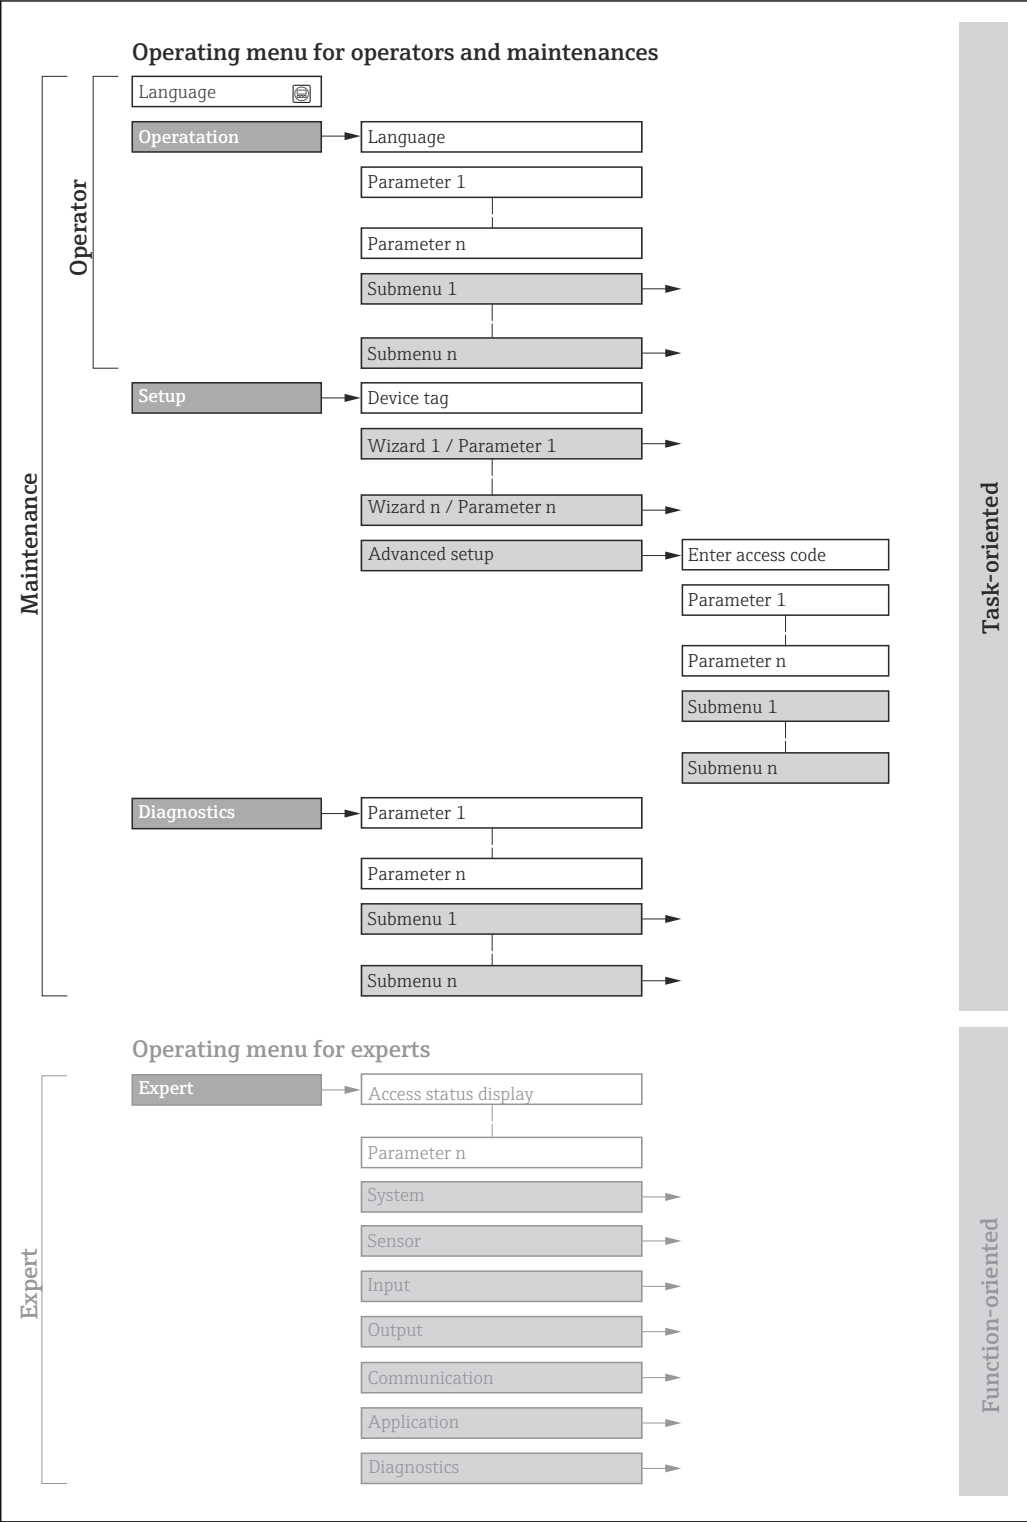 Operating menu for operators and maintenances
Language
Operatation
Language
Parameter 1
Parameter n
Submenu 1
Submenu n
Operator
Setup
Device tag
Wizard 1 / Parameter 1
Wizard n / Parameter n
Advanced setup
Enter access code
Parameter 1
Parameter n
Submenu 1
Submenu n
Maintenance
Task-oriented
Diagnostics
Parameter 1
Parameter n
Submenu 1
Submenu n
Operating menu for experts
Expert
Access status display
Parameter n
System
Sensor
Input
Output
Communication
Application
Diagnostics
Expert
Function-oriented